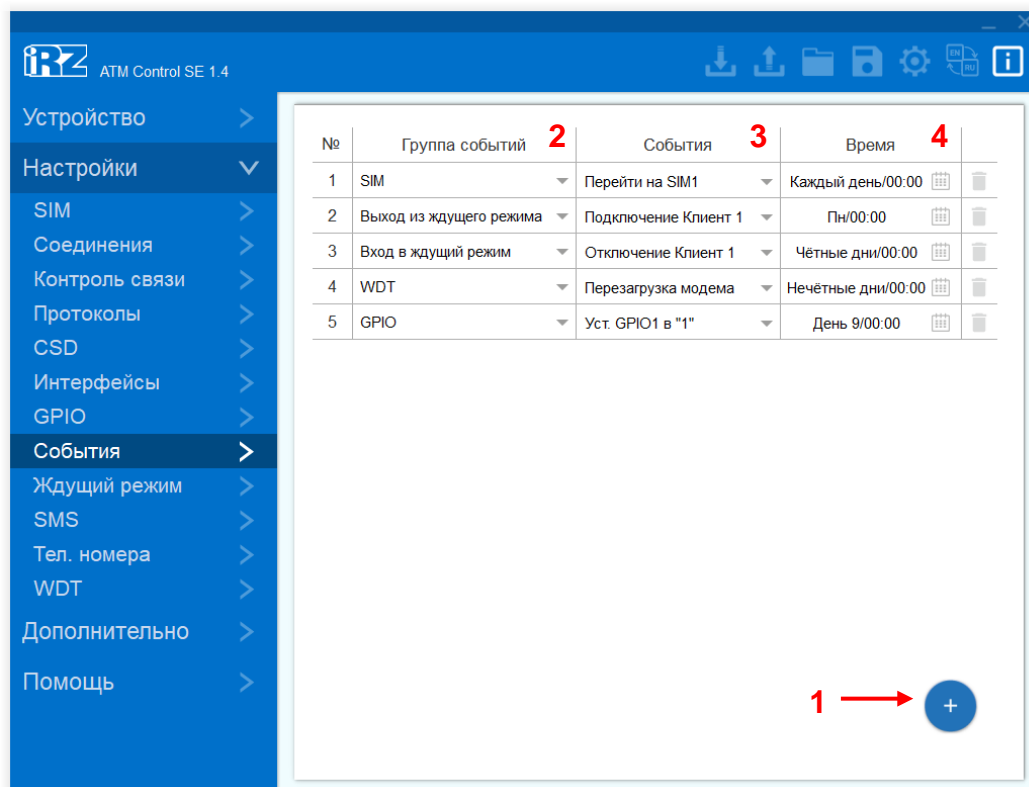 iRZ ATM Control SE 1.4
EN RU i
Устройство
Настройки
SIM
Соединения
Контроль связи
Протоколы
CSD
Интерфейсы
GPIO
События
Ждущий режим
SMS
Тел. номера
WDT
Дополнительно
Помощь
№ Группа событий 2 События 3 Время 4
1 SIM Перейти на SIM1 Каждый день/00:00
2 Выход из ждущего режима Подключение Клиент 1 Пн/00:00
3 Вход в ждущий режим Отключение Клиент 1 Чётные дни/00:00
4 WDT Перезагрузка модема Нечётные дни/00:00
5 GPIO Уст. GPIO1 в "1" День 9/00:00
1 +